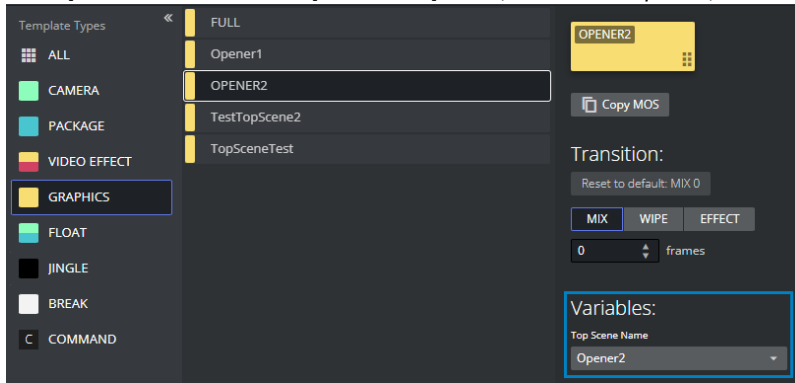 Template Types
«
ALL
CAMERA
PACKAGE
VIDEO EFFECT
GRAPHICS
FLOAT
JINGLE
BREAK
C COMMAND
FULL
Opener1
OPENER2
TestTopScene2
TopSceneTest
OPENER2
Copy MOS
Transition:
Reset to default: MIX 0
MIX WIPE EFFECT
0 frames
Variables:
Top Scene Name
Opener2